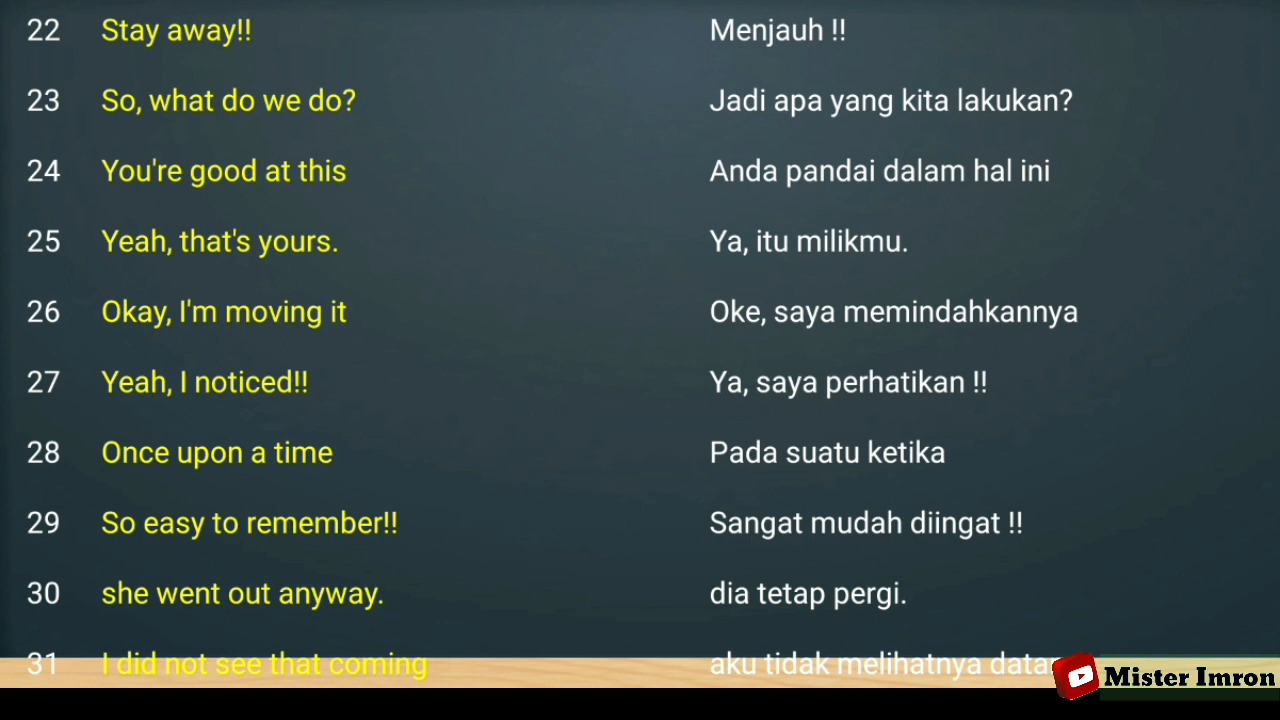 22 Stay away!! Menjauh !!
23 So, what do we do? Jadi apa yang kita lakukan?
24 You're good at this Anda pandai dalam hal ini
25 Yeah, that's yours. Ya, itu milikmu.
26 Okay, I'm moving it Oke, saya memindahkannya
27 Yeah, I noticed!! Ya, saya perhatikan !!
28 Once upon a time Pada suatu ketika
29 So easy to remember!! Sangat mudah diingat !!
30 she went out anyway. dia tetap pergi.
31 I did not see that coming aku tidak melihatnya
Mister Imron